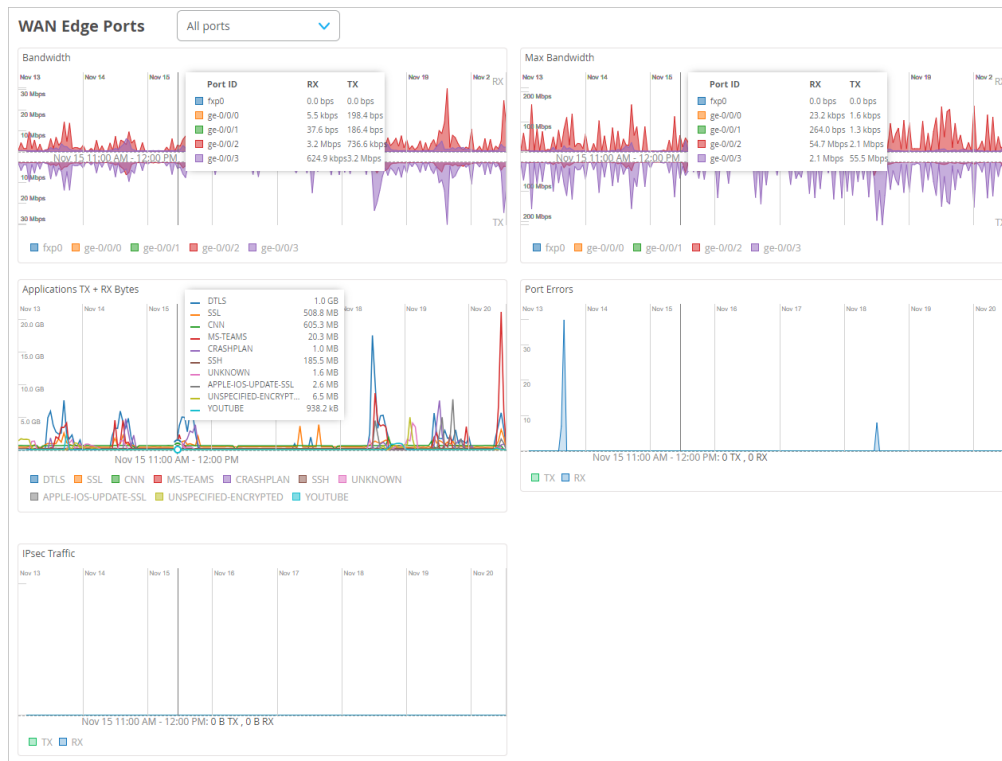 WAN Edge Ports
All ports
Bandwidth
Nov 13 Nov 14 Nov 15 Nov 19 Nov 2
RX
30 Mbps
20 Mbps
10 Mbps
Port ID RX TX
fxp0 0.0 bps 0.0 bps
ge-0/0/0 5.5 kbps 198.4 bps
ge-0/0/1 37.6 bps 186.4 bps
ge-0/0/2 3.2 Mbps 736.6 kbps
ge-0/0/3 624.9 kbps 3.2 Mbps
Nov 15 11:00 AM - 12:00 PM
10 Mbps
20 Mbps
30 Mbps
TX
fxp0 ge-0/0/0 ge-0/0/1 ge-0/0/2 ge-0/0/3
Max Bandwidth
Nov 13 Nov 14 Nov 15 Nov 19 Nov 2
200 Mbps
100 Mbps
Port ID RX TX
fxp0 0.0 bps 0.0 bps
ge-0/0/0 23.2 kbps 1.6 kbps
ge-0/0/1 264.0 bps 1.3 kbps
ge-0/0/2 54.7 Mbps 2.1 Mbps
ge-0/0/3 2.1 Mbps 55.5 Mbps
Nov 15 11:00 AM - 12:00 PM
100 Mbps
200 Mbps
fxp0 ge-0/0/0 ge-0/0/1 ge-0/0/2 ge-0/0/3
Applications TX + RX Bytes
Nov 13 Nov 14 Nov 15 Nov 18 Nov 19 Nov 20
20.0 GB
15.0 GB
10.0 GB
5.0 GB
DTLS 1.0 GB
SSL 508.8 MB
CNN 605.3 MB
MS-TEAMS 20.3 MB
CRASHPLAN 1.0 MB
SSH 185.5 MB
UNKNOWN 1.6 MB
APPLE-IOS-UPDATE-SSL 2.6 MB
UNSPECIFIED-ENCRYPT... 6.5 MB
YOUTUBE 938.2 kB
Nov 15 11:00 AM - 12:00 PM
DTLS SSL CNN MS-TEAMS CRASHPLAN SSH UNKNOWN
APPLE-IOS-UPDATE-SSL UNSPECIFIED-ENCRYPTED YOUTUBE
Port Errors
Nov 13 Nov 14 Nov 15 Nov 16 Nov 17 Nov 18 Nov 19 Nov 20
30
20
10
Nov 15 11:00 AM - 12:00 PM: 0 TX , 0 RX
TX RX
IPsec Traffic
Nov 13 Nov 14 Nov 15 Nov 16 Nov 17 Nov 18 Nov 19 Nov 20
Nov 15 11:00 AM - 12:00 PM: 0 B TX , 0 B RX
TX RX